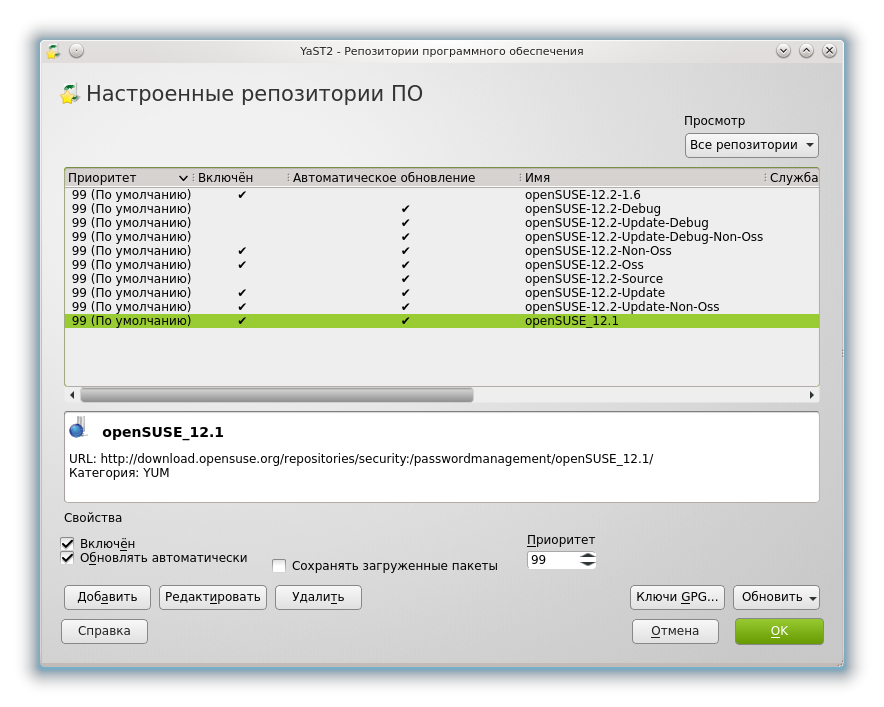 YaST2 - Репозитории программного обеспечения
Настроенные репозитории ПО
Просмотр
Все репозитории
Приоритет Включён Автоматическое обновление Имя Служба
99 (По умолчанию) ✔ openSUSE-12.2-1.6
99 (По умолчанию) ✔ openSUSE-12.2-Debug
99 (По умолчанию) ✔ openSUSE-12.2-Update-Debug
99 (По умолчанию) ✔ openSUSE-12.2-Update-Debug-Non-Oss
99 (По умолчанию) ✔ ✔ openSUSE-12.2-Non-Oss
99 (По умолчанию) ✔ ✔ openSUSE-12.2-Oss
99 (По умолчанию) ✔ openSUSE-12.2-Source
99 (По умолчанию) ✔ ✔ openSUSE-12.2-Update
99 (По умолчанию) ✔ ✔ openSUSE-12.2-Update-Non-Oss
99 (По умолчанию) ✔ ✔ openSUSE_12.1
openSUSE_12.1
URL: http://download.opensuse.org/repositories/security:/passwordmanagement/openSUSE_12.1/
Категория: YUM
Свойства
Включён
Обновлять автоматически
Сохранять загруженные пакеты
Приоритет
99
Добавить Редактировать Удалить Ключи GPG... Обновить
Справка Отмена OK